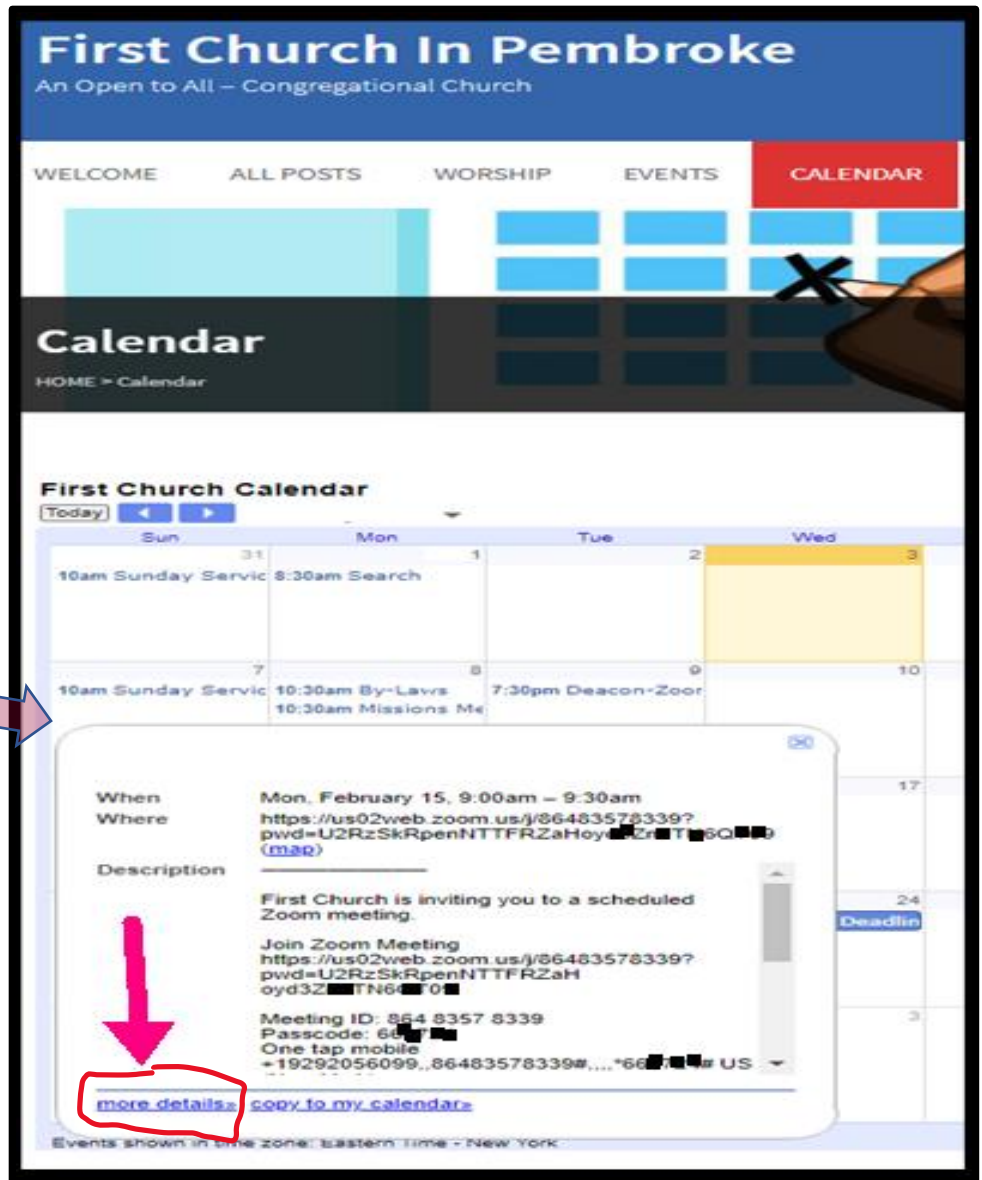 First Church In Pembroke
An Open to All – Congregational Church
WELCOME ALL POSTS WORSHIP EVENTS CALENDAR
Calendar
HOME > Calendar
First Church Calendar
Today
Sun Mon Tue Wed
31 1 2 3
10am Sunday Servic 8:30am Search
7 8 9 10
10am Sunday Servic 10:30am By-Laws 7:30pm Deacon-Zoor
10:30am Missions Me
17
When Mon, February 15, 9:00am – 9:30am
Where https://us02web.zoom.us/j/86483578339?
(map)
Description
24
First Church is inviting you to a scheduled
Deadlin
Zoom meeting.
Join Zoom Meeting
https://us02web.zoom.us/j/86483578339?
pwd=U2RzSkRpenNTTFRZaH
3
Meeting ID: 864 8357 8339
Passcode:
One tap mobile
+19292056099,,86483578339#,,,, US
more details» copy to my calendar»
Events shown in time zone: Eastern Time - New York